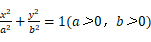 x²/a² + y²/b² = 1(a＞0，b＞0)